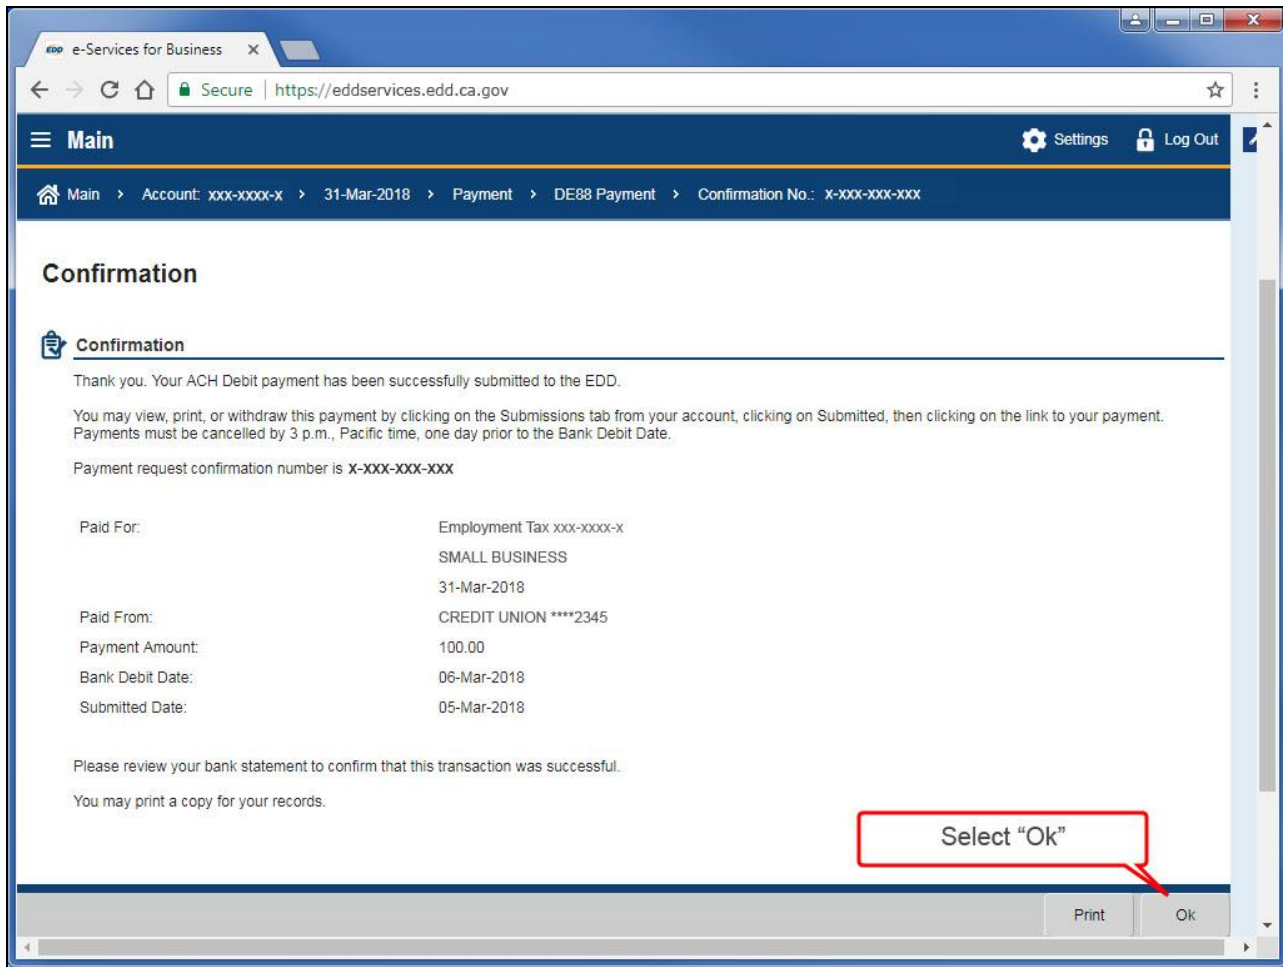 EDD e-Services for Business
Secure | https://eddservices.edd.ca.gov
Main Settings Log Out
Main > Account: xxx-xxxx-x > 31-Mar-2018 > Payment > DE88 Payment > Confirmation No.: X-XXX-XXX-XXX
Confirmation
Confirmation
Thank you. Your ACH Debit payment has been successfully submitted to the EDD.
You may view, print, or withdraw this payment by clicking on the Submissions tab from your account, clicking on Submitted, then clicking on the link to your payment.
Payments must be cancelled by 3 p.m., Pacific time, one day prior to the Bank Debit Date.
Payment request confirmation number is X-XXX-XXX-XXX
Paid For: Employment Tax xxx-xxxx-x
SMALL BUSINESS
31-Mar-2018
Paid From: CREDIT UNION ****2345
Payment Amount: 100.00
Bank Debit Date: 06-Mar-2018
Submitted Date: 05-Mar-2018
Please review your bank statement to confirm that this transaction was successful.
You may print a copy for your records.
Select “Ok”
Print Ok